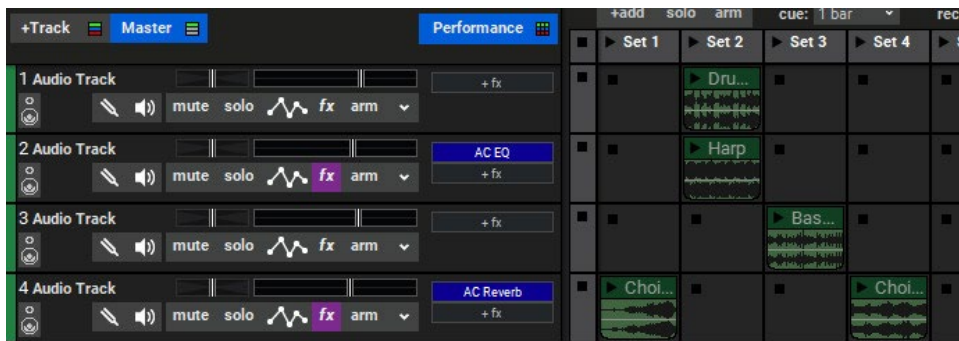 +Track Master Performance
+add solo arm cue: 1 bar rec
Set 1 Set 2 Set 3 Set 4
1 Audio Track
+ fx
Dru...
mute solo fx arm
2 Audio Track
AC EQ
Harp
mute solo fx arm
+ fx
3 Audio Track
+ fx
Bas...
mute solo fx arm
4 Audio Track
AC Reverb
Choi... Choi...
mute solo fx arm
+ fx